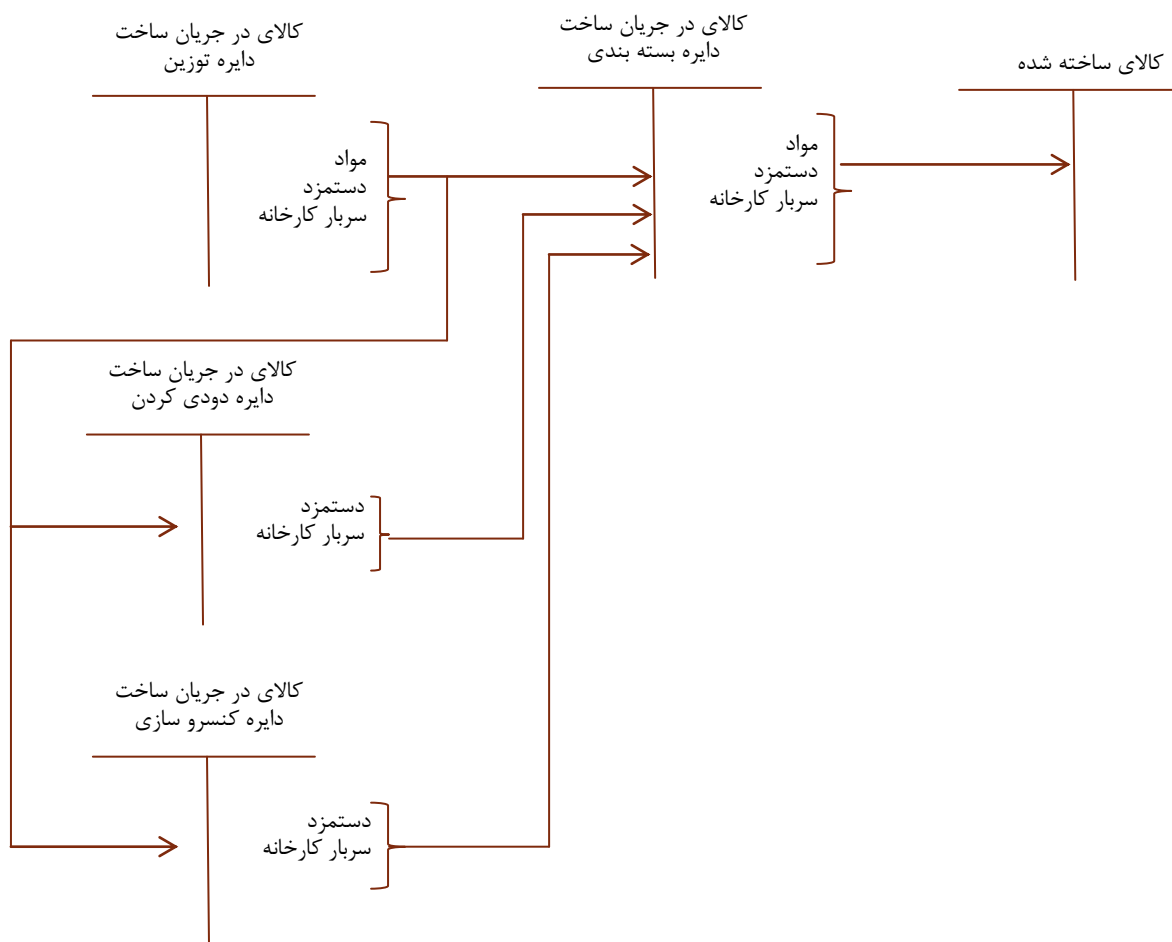 کالای در جریان ساخت
دایره توزین
مواد
دستمزد
سربار کارخانه
کالای در جریان ساخت
دایره بسته بندی
مواد
دستمزد
سربار کارخانه
کالای ساخته شده
کالای در جریان ساخت
دایره دودی کردن
دستمزد
سربار کارخانه
کالای در جریان ساخت
دایره کنسرو سازی
دستمزد
سربار کارخانه